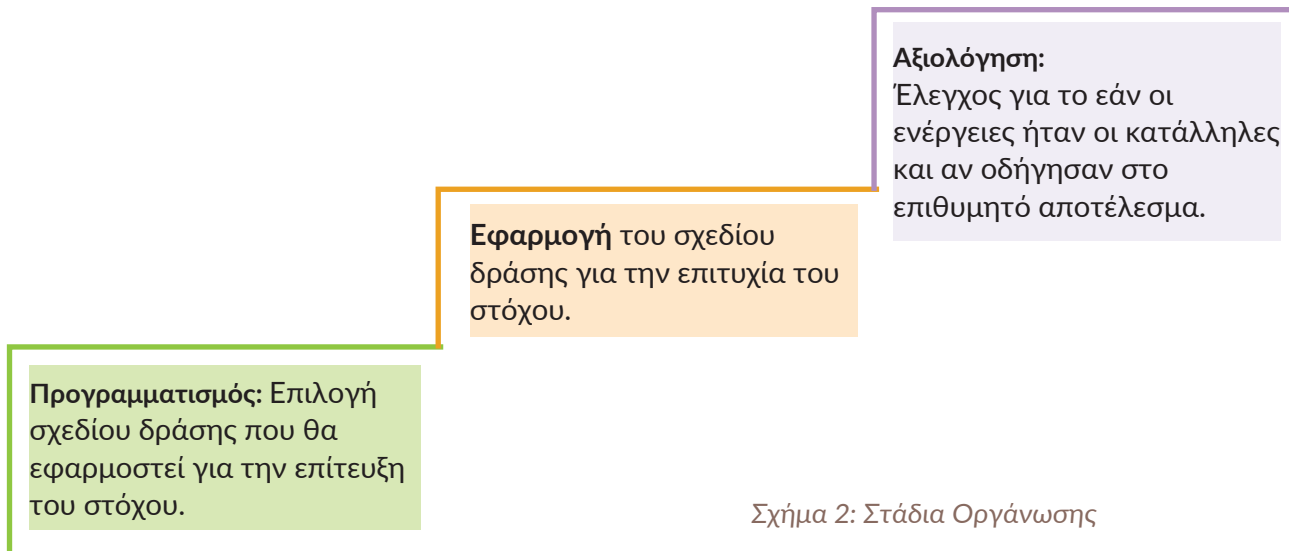 Αξιολόγηση:
Έλεγχος για το εάν οι
ενέργειες ήταν οι κατάλληλες
και αν οδήγησαν στο
επιθυμητό αποτέλεσμα.
Εφαρμογή του σχεδίου
δράσης για την επιτυχία του
στόχου.
Προγραμματισμός: Επιλογή
σχεδίου δράσης που θα
εφαρμοστεί για την επίτευξη
του στόχου.
Σχήμα 2: Στάδια Οργάνωσης